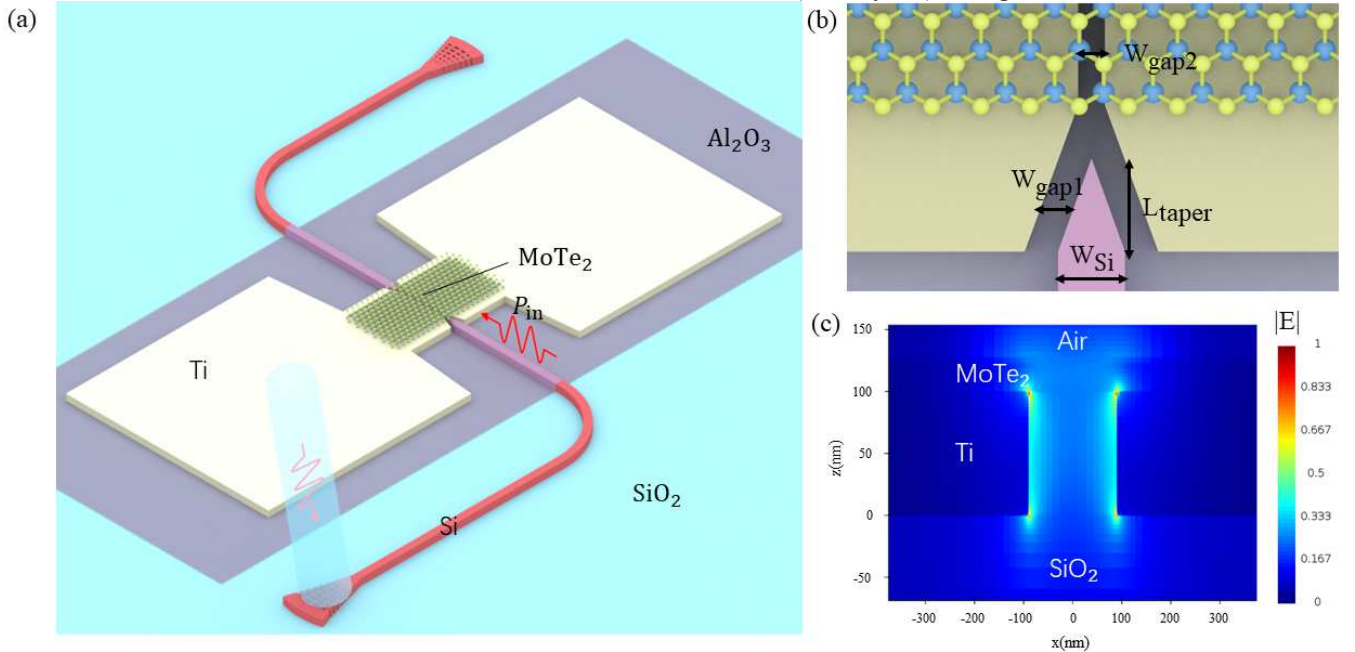 (a)
Al₂O₃
MoTe₂
Pin
Ti
SiO₂
Si
(b)
Wgap2
Wgap1
Ltaper
WSi
(c)
|E|
150
100
50
0
-50
z(nm)
Air
MoTe₂
Ti
SiO₂
-300
-200
-100
0
100
200
300
x(nm)
1
0.833
0.667
0.5
0.333
0.167
0